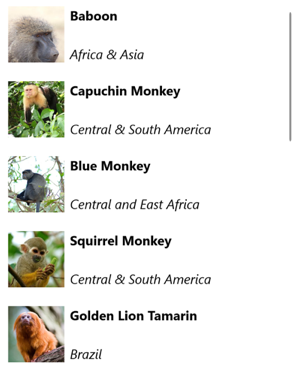 Baboon
Africa & Asia
Capuchin Monkey
Central & South America
Blue Monkey
Central and East Africa
Squirrel Monkey
Central & South America
Golden Lion Tamarin
Brazil